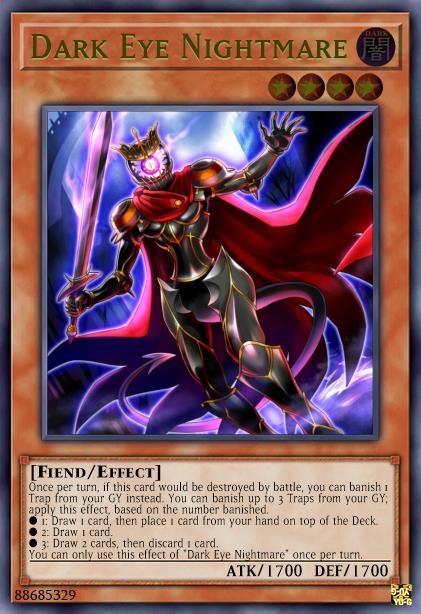 DARK EYE NIGHTMARE
DARK
闇
[FIEND/EFFECT]
Once per turn, if this card would be destroyed by battle, you can banish 1
Trap from your GY instead. You can banish up to 3 Traps from your GY;
apply this effect, based on the number banished.
● 1: Draw 1 card, then place 1 card from your hand on top of the Deck.
● 2: Draw 1 card.
● 3: Draw 2 cards, then discard 1 card.
You can only use this effect of "Dark Eye Nightmare" once per turn.
ATK/1700 DEF/1700
88685329